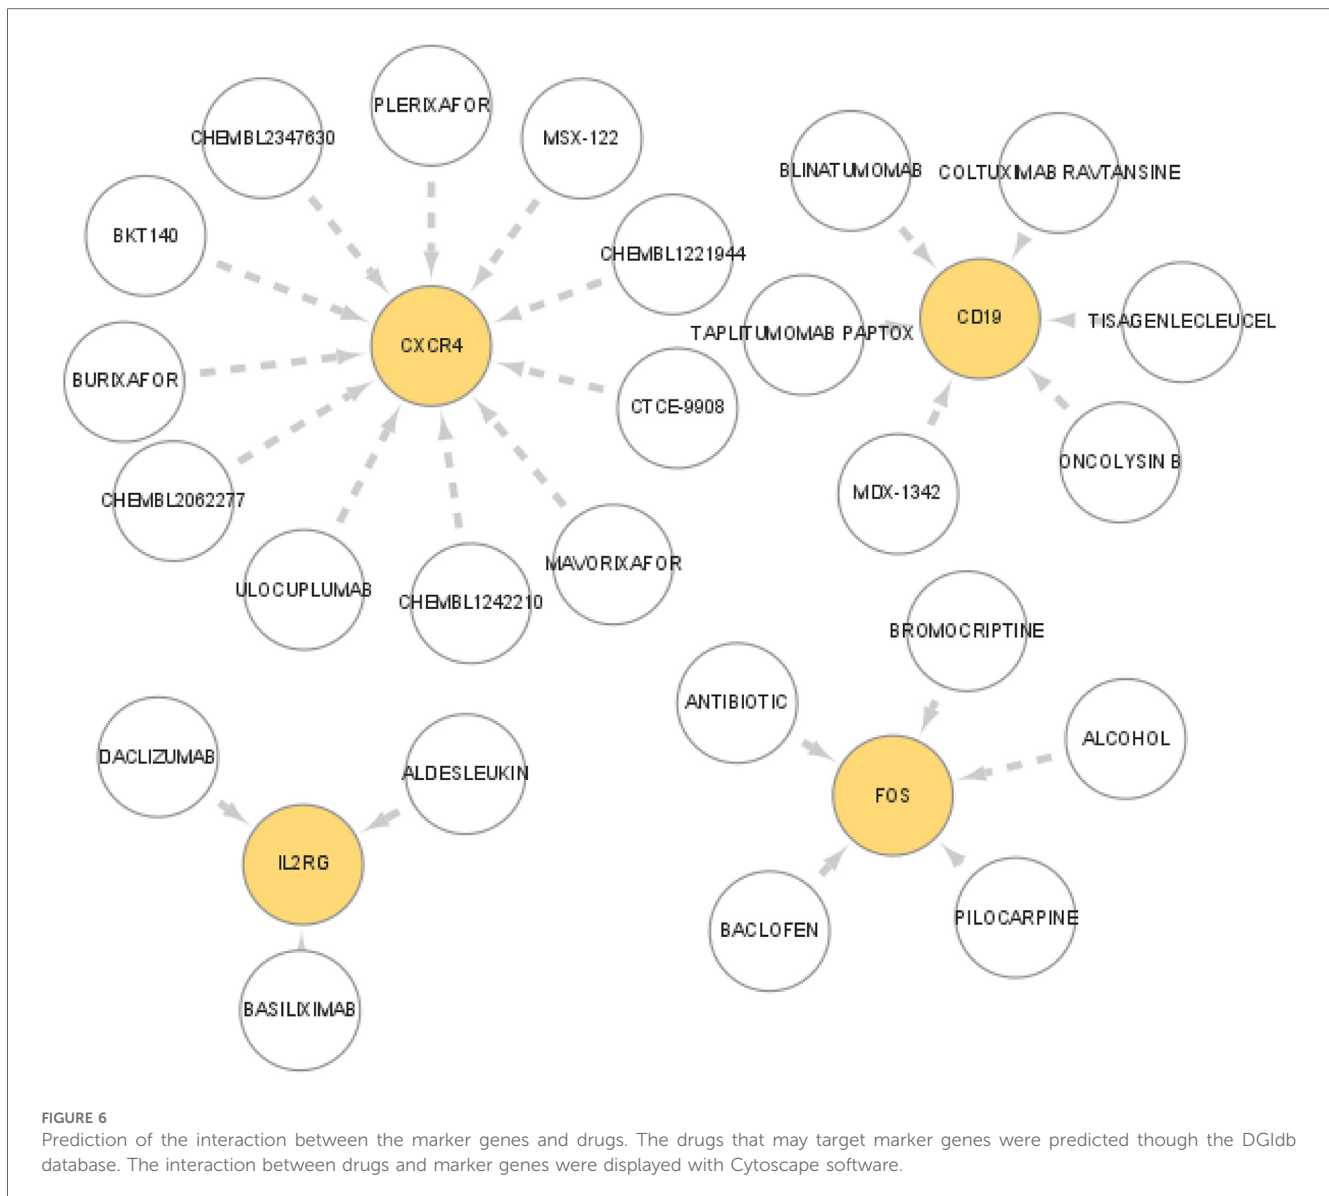 PLERIXAFOR
CHEMBL2347630
MSX-122
BKT140
CHEMBL1221944
CXCR4
BURIXAFOR
CTCE-9908
CHEMBL2062277
ULOCUPLUMAB
CHEMBL1242210
MAVORIXAFOR
BLINATUMOMAB
COLTUXIMAB RAVTANSINE
CD19
TAPLITUMOMAB PAPTOX
TISAGENLECLEUCEL
MDX-1342
ONCOLYSIN B
DACLIZUMAB
ALDESLEUKIN
IL2RG
BASILIXIMAB
BROMOCRIPTINE
ANTIBIOTIC
ALCOHOL
FOS
BACLOFEN
PILOCARPINE
FIGURE 6
Prediction of the interaction between the marker genes and drugs. The drugs that may target marker genes were predicted though the DGIdb
database. The interaction between drugs and marker genes were displayed with Cytoscape software.